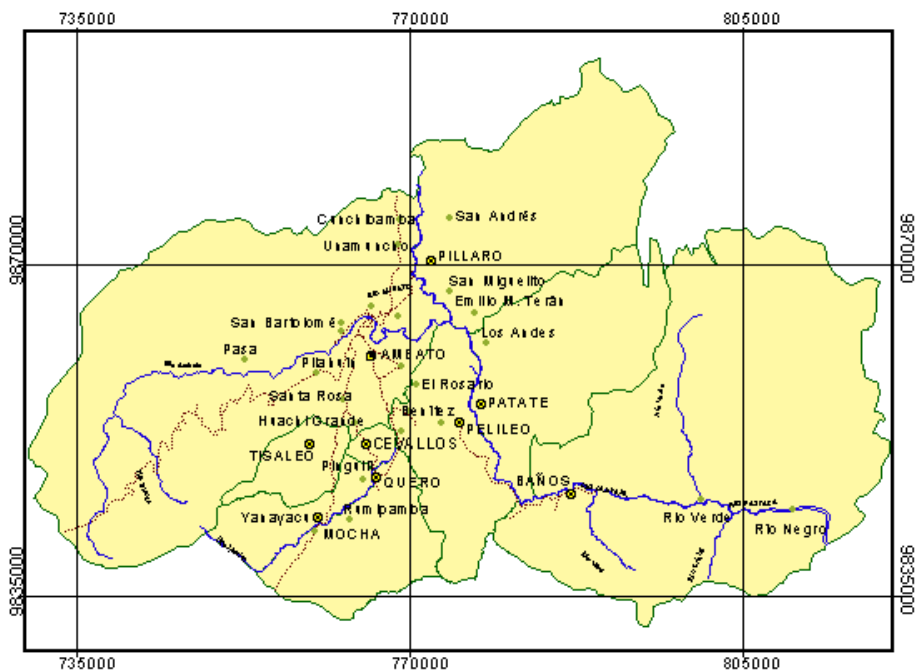 735000
770000
805000
Cunchibamba
San Andrés
Unamuncho
PILLARO
9870000
9870000
San Miguelito
Emilio M. Terán
San Bartolomé
Los Andes
Pasa
Pilahuín
AMBATO
El Rosario
Santa Rosa
Benítez
PATATE
Huachi Grande
PELILEO
CEVALLOS
TISALEO
QUERO
BAÑOS
Rumipamba
Yanayacu
MOCHA
Río Verde
Río Negro
9835000
9835000
735000
770000
805000